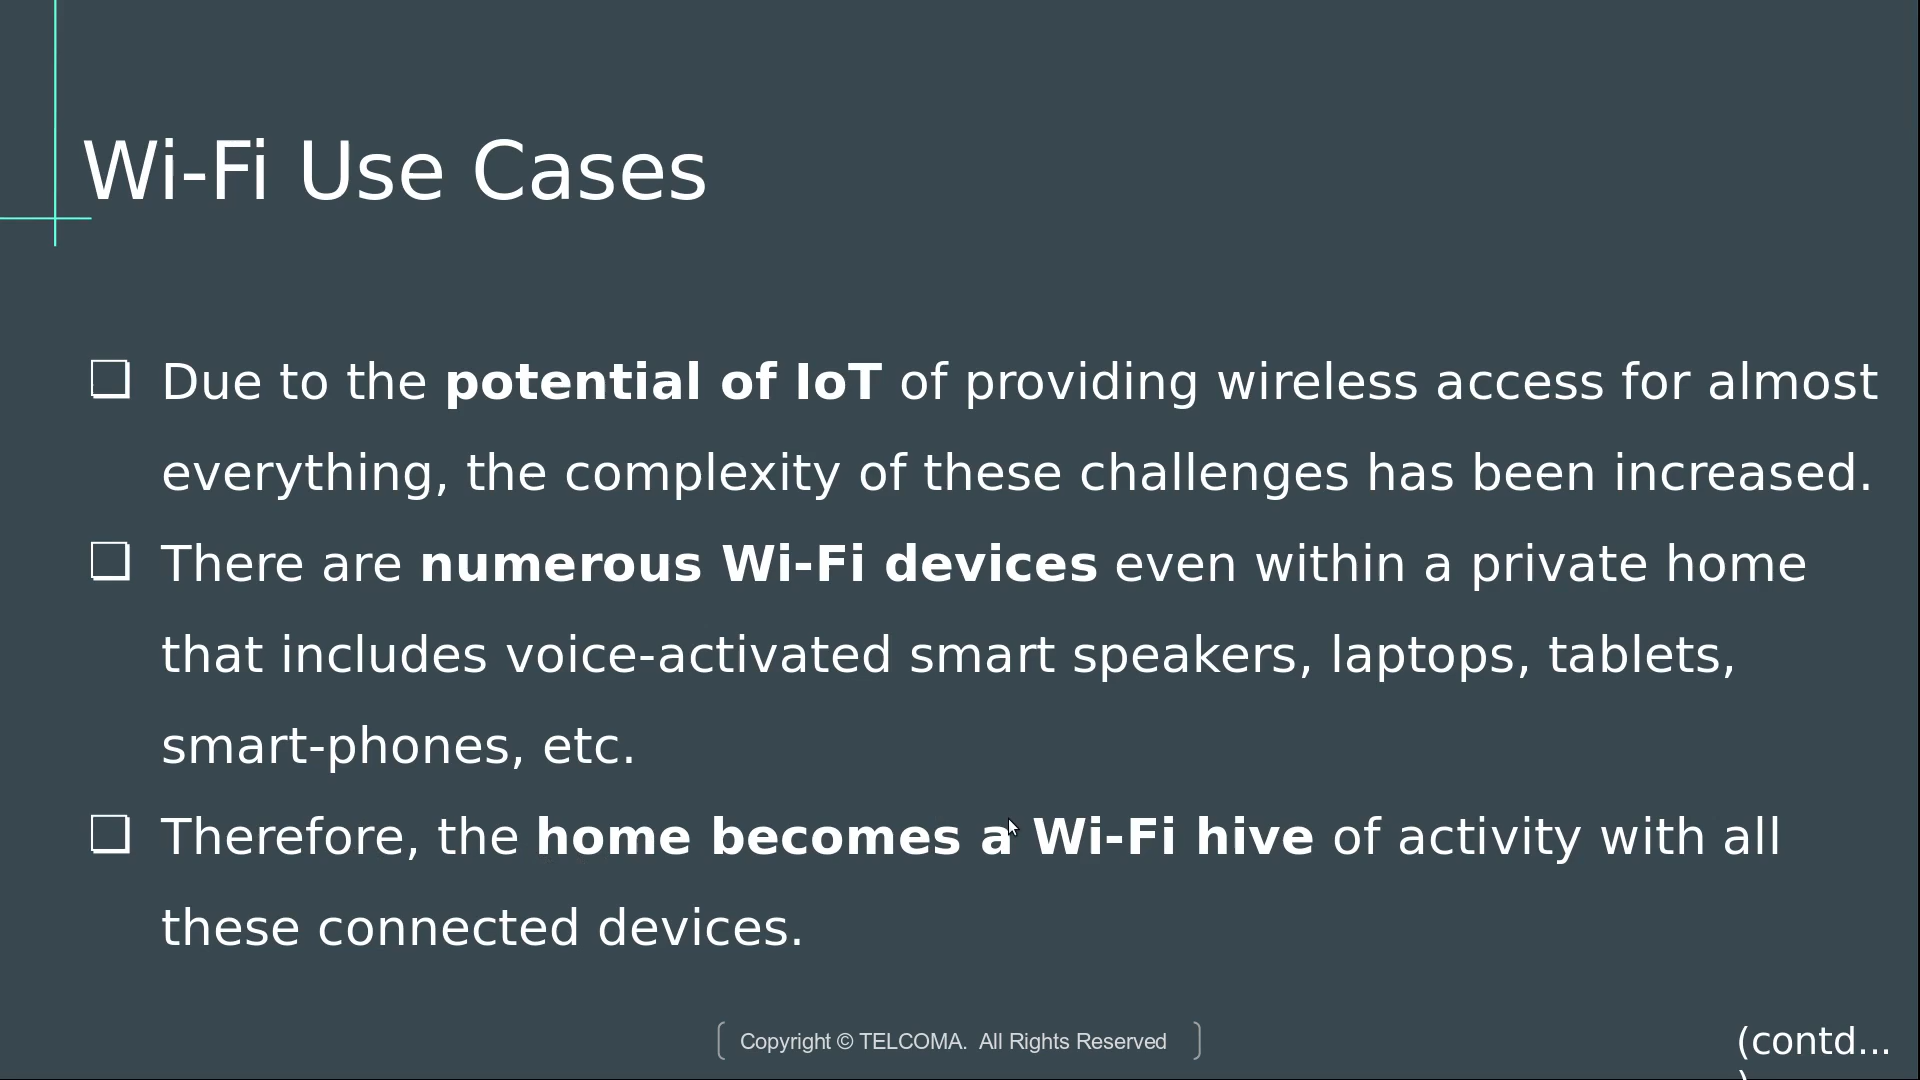 Wi-Fi Use Cases
❏ Due to the potential of IoT of providing wireless access for almost
everything, the complexity of these challenges has been increased.
❏ There are numerous Wi-Fi devices even within a private home
that includes voice-activated smart speakers, laptops, tablets,
smart-phones, etc.
❏ Therefore, the home becomes a Wi-Fi hive of activity with all
these connected devices.
Copyright © TELCOMA. All Rights Reserved
(contd...
)